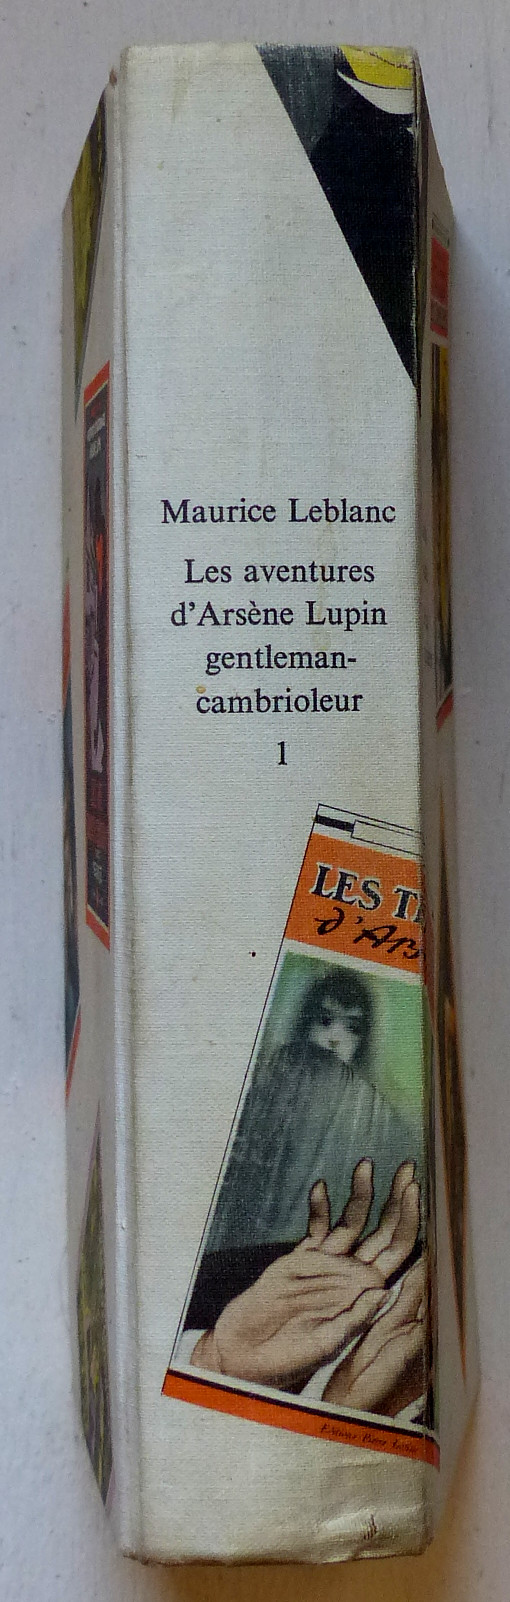 Maurice Leblanc
Les aventures
d'Arsène Lupin
gentleman-
cambrioleur
1
LES T
d'Ar